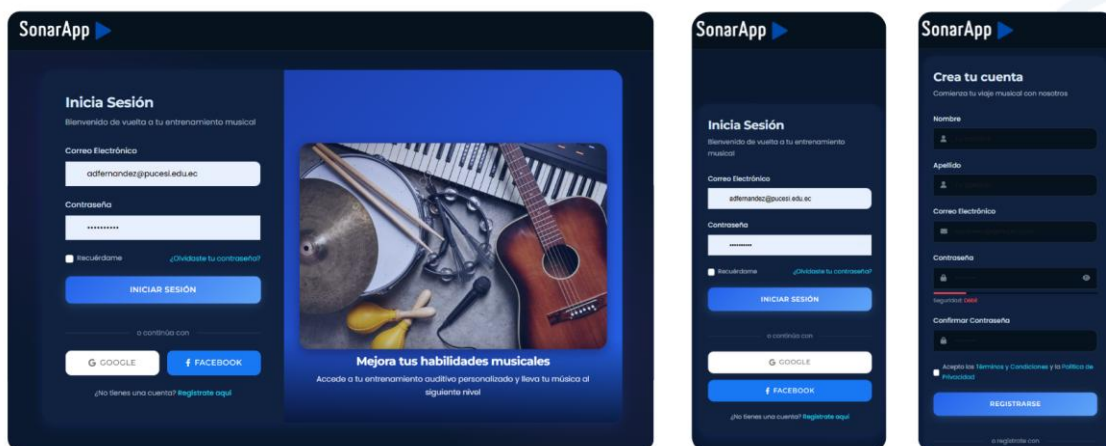 SonarApp
Inicia Sesión
Bienvenido de vuelta a tu entrenamiento musical
Correo Electrónico
adfernandez@pucesi.edu.ec
Contraseña
Recuérdame
¿Olvidaste tu contraseña?
INICIAR SESIÓN
o continúa con
G GOOGLE
f FACEBOOK
¿No tienes una cuenta? Regístrate aquí
Mejora tus habilidades musicales
Accede a tu entrenamiento auditivo personalizado y lleva tu música al
siguiente nivel
SonarApp
Inicia Sesión
Bienvenido de vuelta a tu entrenamiento
musical
Correo Electrónico
adfernandez@pucesi.edu.ec
Contraseña
Recuérdame
¿Olvidaste tu contraseña?
INICIAR SESIÓN
o continúa con
G GOOGLE
f FACEBOOK
¿No tienes una cuenta? Regístrate aquí
SonarApp
Crea tu cuenta
Comienza tu viaje musical con nosotros
Nombre
Apellido
Correo Electrónico
Contraseña
Seguridad: Débil
Confirmar Contraseña
Acepto los Términos y Condiciones y la Política de
Privacidad
REGISTRARSE
o regístrate con